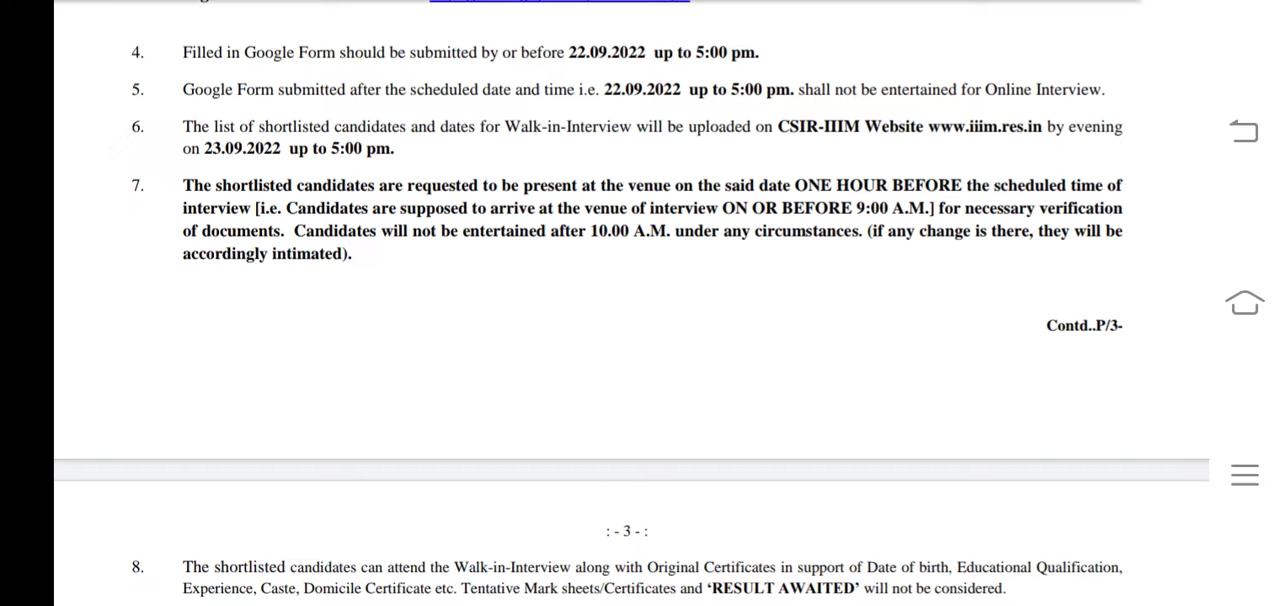 4. Filled in Google Form should be submitted by or before 22.09.2022 up to 5:00 pm.
5. Google Form submitted after the scheduled date and time i.e. 22.09.2022 up to 5:00 pm. shall not be entertained for Online Interview.
6. The list of shortlisted candidates and dates for Walk-in-Interview will be uploaded on CSIR-IIIM Website www.iiim.res.in by evening
on 23.09.2022 up to 5:00 pm.
7. The shortlisted candidates are requested to be present at the venue on the said date ONE HOUR BEFORE the scheduled time of
interview [i.e. Candidates are supposed to arrive at the venue of interview ON OR BEFORE 9:00 A.M.] for necessary verification
of documents. Candidates will not be entertained after 10.00 A.M. under any circumstances. (if any change is there, they will be
accordingly intimated).
Contd..P/3-
: - 3 - :
8. The shortlisted candidates can attend the Walk-in-Interview along with Original Certificates in support of Date of birth, Educational Qualification,
Experience, Caste, Domicile Certificate etc. Tentative Mark sheets/Certificates and ‘RESULT AWAITED’ will not be considered.